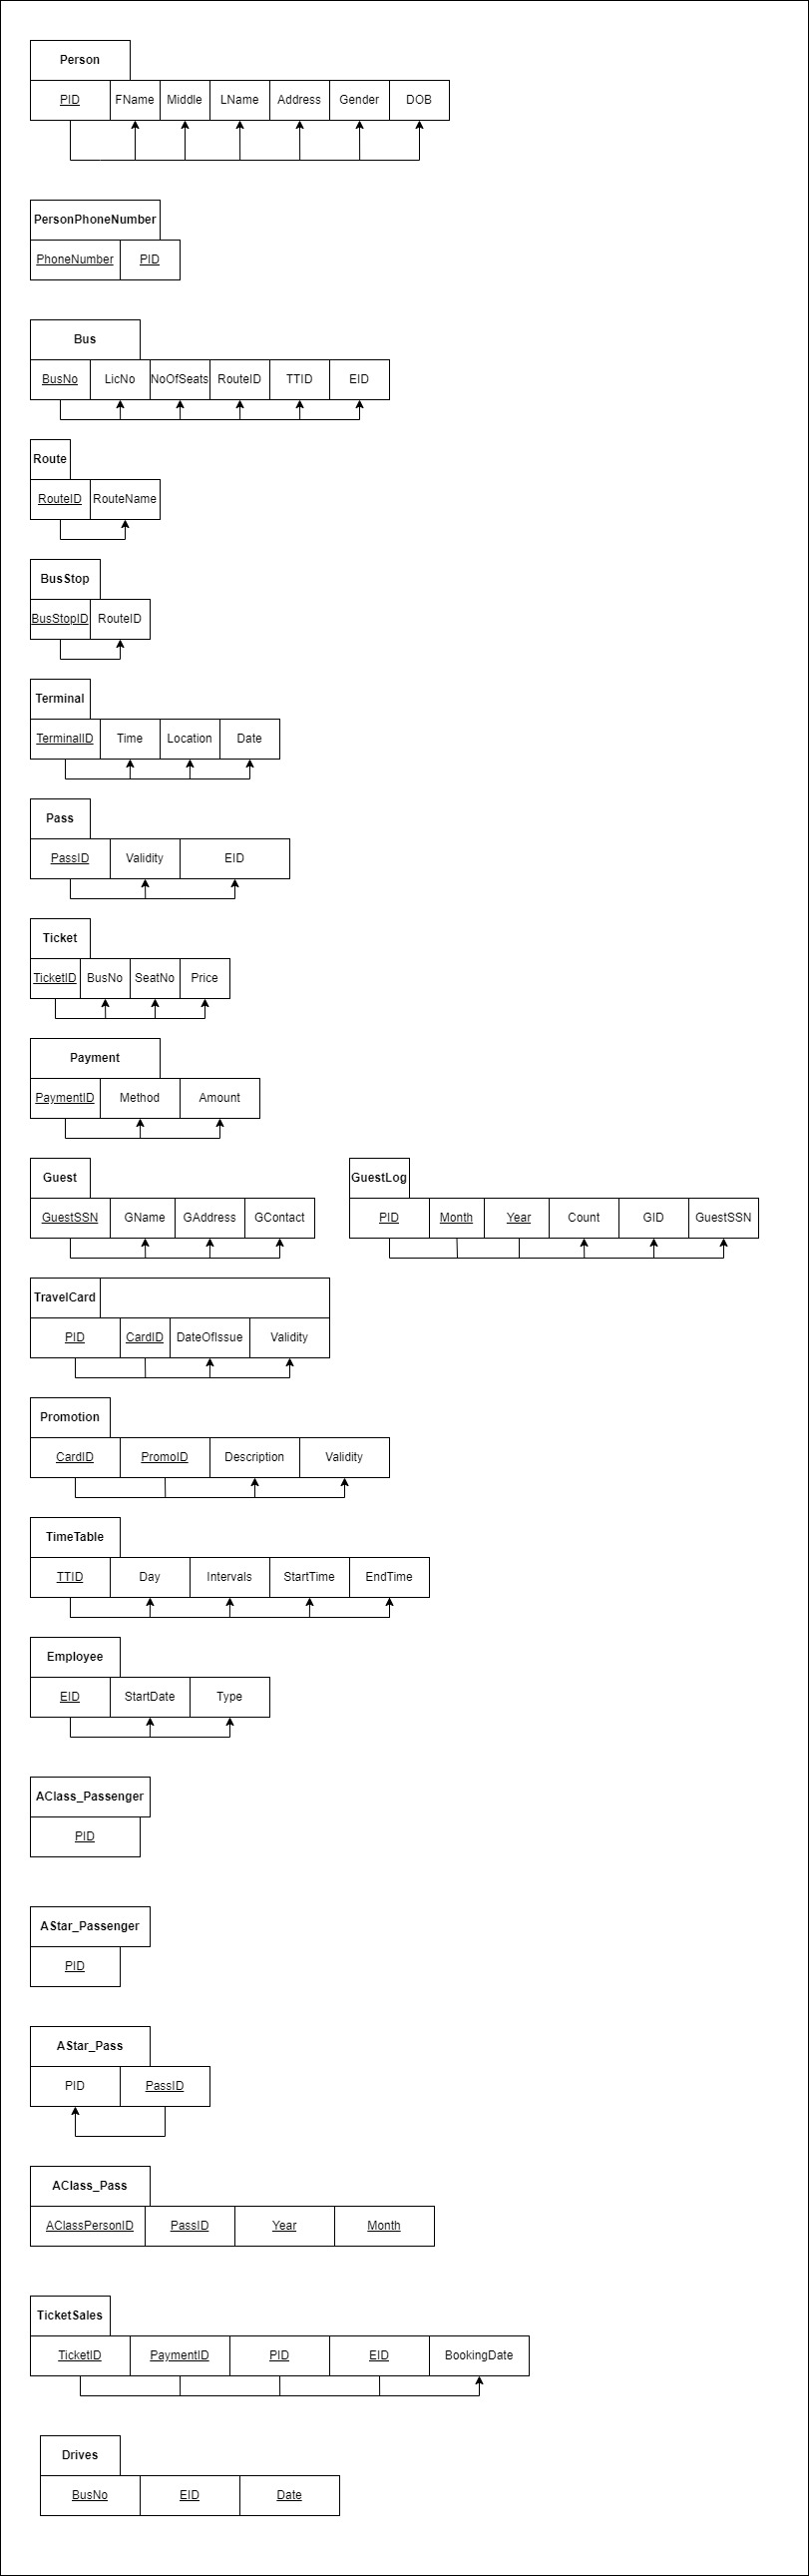 Person
PID FName Middle LName Address Gender DOB
PersonPhoneNumber
PhoneNumber PID
Bus
BusNo LicNo NoOfSeats RouteID TTID EID
Route
RouteID RouteName
BusStop
BusStopID RouteID
Terminal
TerminalID Time Location Date
Pass
PassID Validity EID
Ticket
TicketID BusNo SeatNo Price
Payment
PaymentID Method Amount
Guest
GuestSSN GName GAddress GContact
GuestLog
PID Month Year Count GID GuestSSN
TravelCard
PID CardID DateOfIssue Validity
Promotion
CardID PromoID Description Validity
TimeTable
TTID Day Intervals StartTime EndTime
Employee
EID StartDate Type
AClass_Passenger
PID
AStar_Passenger
PID
AStar_Pass
PID PassID
AClass_Pass
AClassPersonID PassID Year Month
TicketSales
TicketID PaymentID PID EID BookingDate
Drives
BusNo EID Date